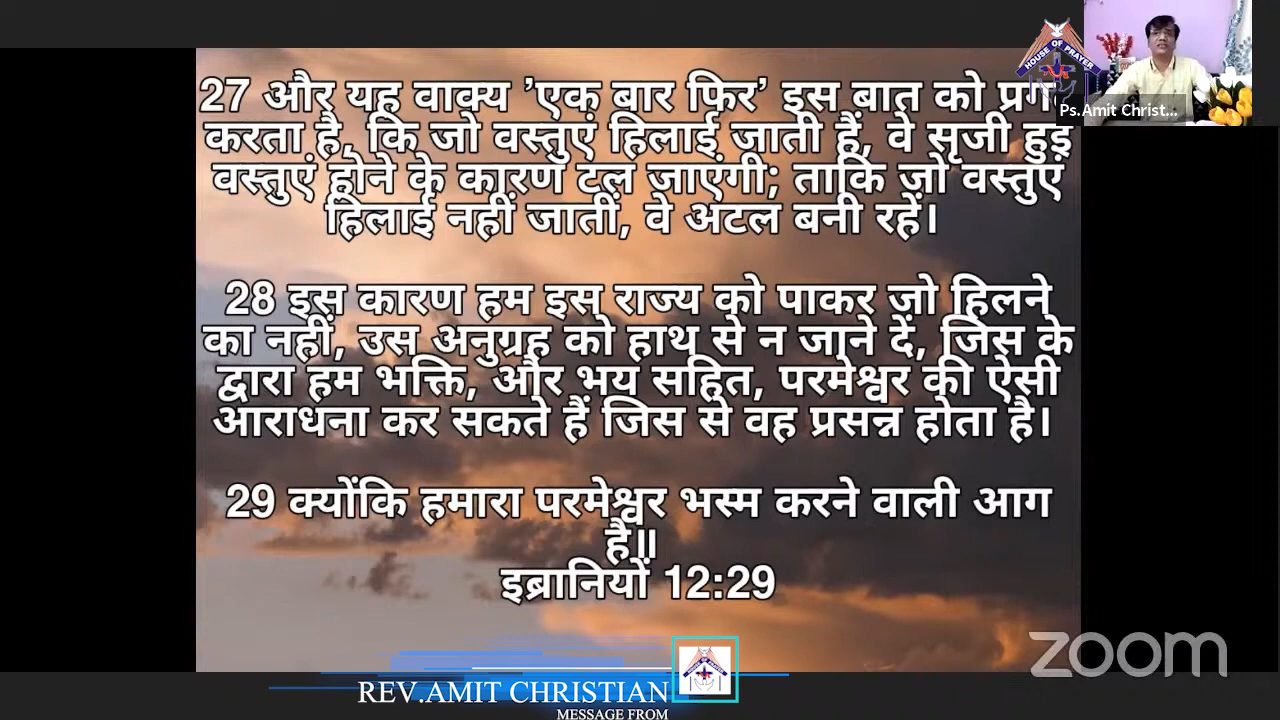 27 और यह वाक्य ’एक बार फिर’ इस बात को
करता है, कि जो वस्तुएं हिलाई जाती हैं, वे सृजी हुई
वस्तुएं होने के कारण टल जाएंगी; ताकि जो वस्तुएं
हिलाई नहीं जातीं, वे अटल बनी रहें।
28 इस कारण हम इस राज्य को पाकर जो हिलने
का नहीं, उस अनुग्रह को हाथ से न जाने दें, जिस के
द्वारा हम भक्ति, और भय सहित, परमेश्वर की ऐसी
आराधना कर सकते हैं जिस से वह प्रसन्न होता है।
29 क्योंकि हमारा परमेश्वर भस्म करने वाली आग
है॥
इब्रानियों 12:29
HOUSE OF PRAYER
Ps.Amit Christ...
zoom
HOUSE OF PRAYER
REV.AMIT CHRISTIAN
MESSAGE FROM